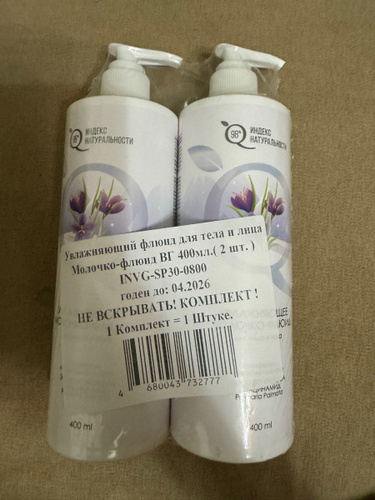 ИНДЕКС
НАТУРАЛЬНОСТИ
98%
ИНДЕКС
НАТУРАЛЬНОСТИ
Увлажняющий флюид для тела и лица
Молочко-флюид ВГ 400мл.( 2 шт. )
INVG-SP30-0800
годен до: 04.2026
НЕ ВСКРЫВАТЬ! КОМПЛЕКТ !
1 Комплект = 1 Штуке.
4 680043 732777
400 ml
400 ml